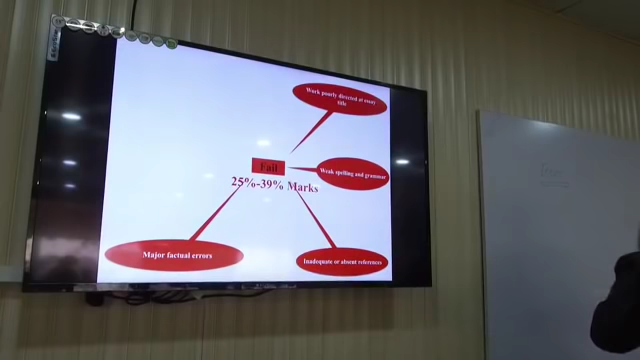 Work poorly directed at essay
title
Fail
25%-39% Marks
Weak spelling and grammar
Major factual errors
Inadequate or absent references